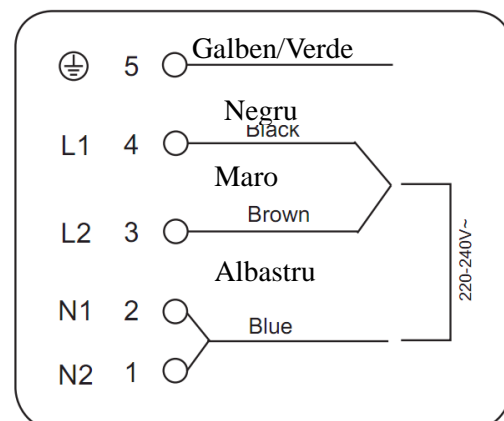 5 Galben/Verde
Negru
L1 4 Black
Maro
L2 3 Brown
Albastru
N1 2
Blue
N2 1
220-240V~